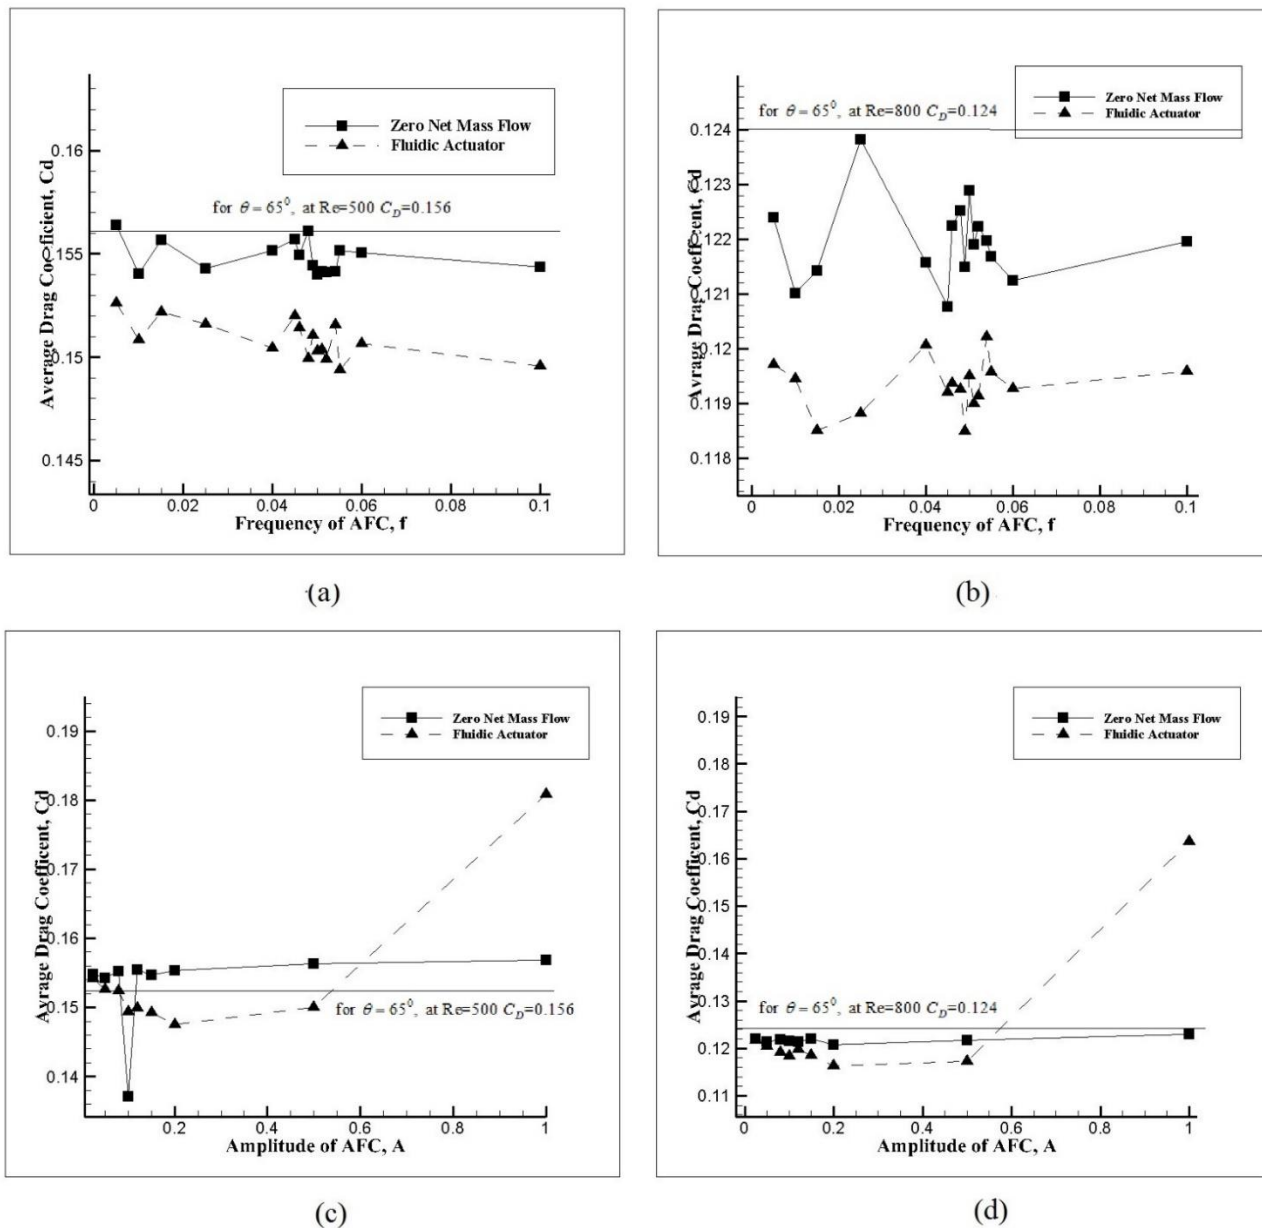 Zero Net Mass Flow
Fluidic Actuator
for θ = 65⁰, at Re=500 C_D=0.156
Average Drag Coefficient, Cd
0.16
0.155
0.15
0.145
0 0.02 0.04 0.06 0.08 0.1
Frequency of AFC, f
(a)
Zero Net Mass Flow
Fluidic Actuator
for θ = 65⁰, at Re=800 C_D=0.124
Avrage Drag Coefficent, Cd
0.124
0.123
0.122
0.121
0.12
0.119
0.118
0 0.02 0.04 0.06 0.08 0.1
Frequency of AFC, f
(b)
Zero Net Mass Flow
Fluidic Actuator
Avrage Drag Coefficent, Cd
0.19
0.18
0.17
0.16
0.15
0.14
for θ = 65⁰, at Re=500 C_D=0.156
0.2 0.4 0.6 0.8 1
Amplitude of AFC, A
(c)
Zero Net Mass Flow
Fluidic Actuator
Avrage Drag Coefficent, Cd
0.19
0.18
0.17
0.16
0.15
0.14
0.13
0.12
0.11
for θ = 65⁰, at Re=800 C_D=0.124
0 0.2 0.4 0.6 0.8 1
Amplitude of AFC, A
(d)